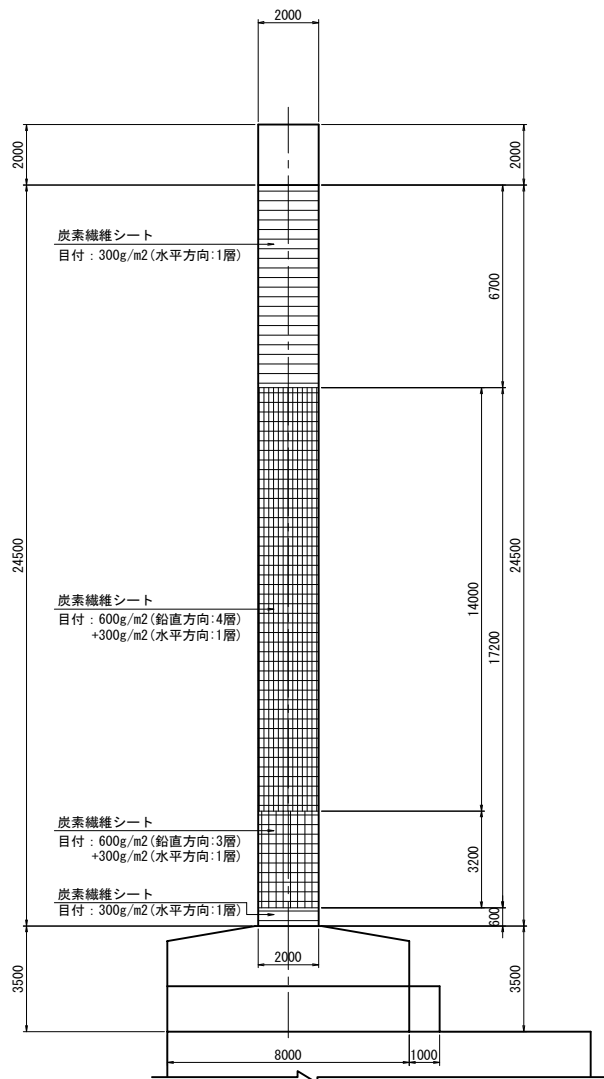 2000
2000
2000
炭素繊維シート
目付：300g/m2(水平方向:1層)
6700
24500
14000
17200
24500
炭素繊維シート
目付：600g/m2(鉛直方向:4層)
+300g/m2(水平方向:1層)
炭素繊維シート
目付：600g/m2(鉛直方向:3層)
+300g/m2(水平方向:1層)
3200
炭素繊維シート
目付：300g/m2(水平方向:1層)
600
3500
2000
3500
8000
1000